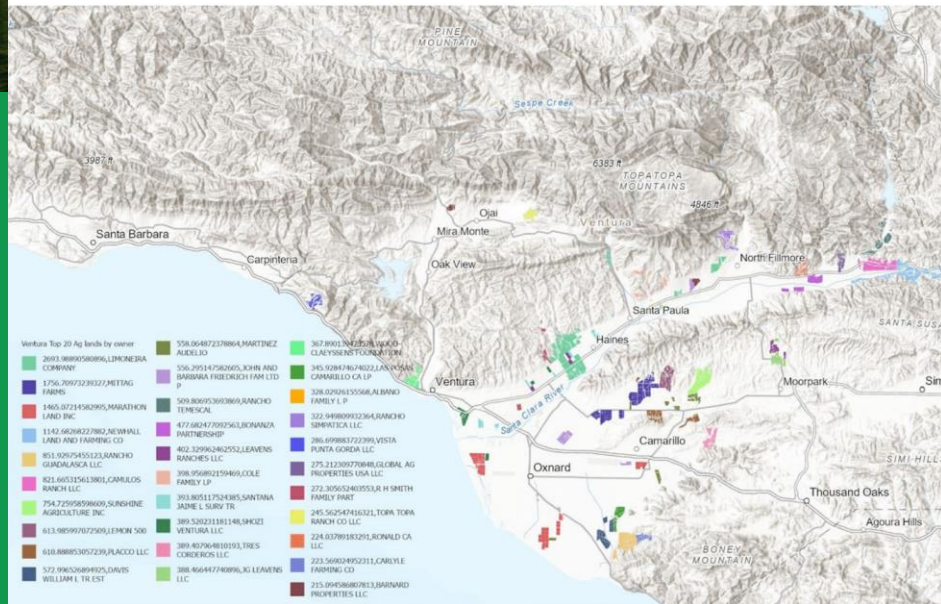 PINE
MOUNTAIN
Sespe Creek
3987 ft
6383 ft
TOPATOPA
MOUNTAINS
4846 ft
Ojai
Ventura
Santa Barbara
Mira Monte
Carpinteria
Oak View
North Fillmore
Santa Paula
SANTA SUS
Haines
Ventura
Moorpark
Sim
Santa Clara River
Camarillo
SIMI HILLS
Oxnard
Thousand Oaks
Agoura Hills
BONEY
MOUNTAIN
Ventura Top 20 Ag lands by owner
2693.98890580896,LIMONEIRA
COMPANY
1756.70973239327,MITTAG
FARMS
1465.07214582995,MARATHON
LAND INC
1142.68268227882,NEWHALL
LAND AND FARMING CO
851.92975455123,RANCHO
GUADALASCA LLC
821.665315613801,CAMULOS
RANCH LLC
754.725958598609,SUNSHINE
AGRICULTURE INC
613.985997072509,LEMON 500
610.888853057239,PLACCO LLC
572.996526894925,DAVIS
WILLIAM L TR EST
558.064872378864,MARTINEZ
AUDELIO
556.295147582605,JOHN AND
BARBARA FRIEDRICH FAM LTD
P
509.806953693869,RANCHO
TEMESCAL
477.682477092563,BONANZA
PARTNERSHIP
402.329962462552,LEAVENS
RANCHES LLC
398.956892159469,COLE
FAMILY LP
393.805117524385,SANTANA
JAIME L SURV TR
389.520231181148,SHOZI
VENTURA LLC
389.407964810193,TRES
CORDEROS LLC
388.466447740896,JG LEAVENS
LLC
CLAEYSSENS FOUNDATION
345.928474674022,LAS POSAS
CAMARILLO CA LP
328.02926155568,ALBANO
FAMILY L P
322.949809932364,RANCHO
SIMPATICA LLC.
286.699883722399,VISTA
PUNTA GORDA LLC
275.212309770848,GLOBAL AG
PROPERTIES USA LLC
272.305652403553,R H SMITH
FAMILY PART
245.562547416321,TOPA TOPA
RANCH CO LLC
224.03789183291,RONALD CA
LLC
223.569024952311,CARLYLE
FARMING CO
215.094586807813,BARNARD
PROPERTIES LLC